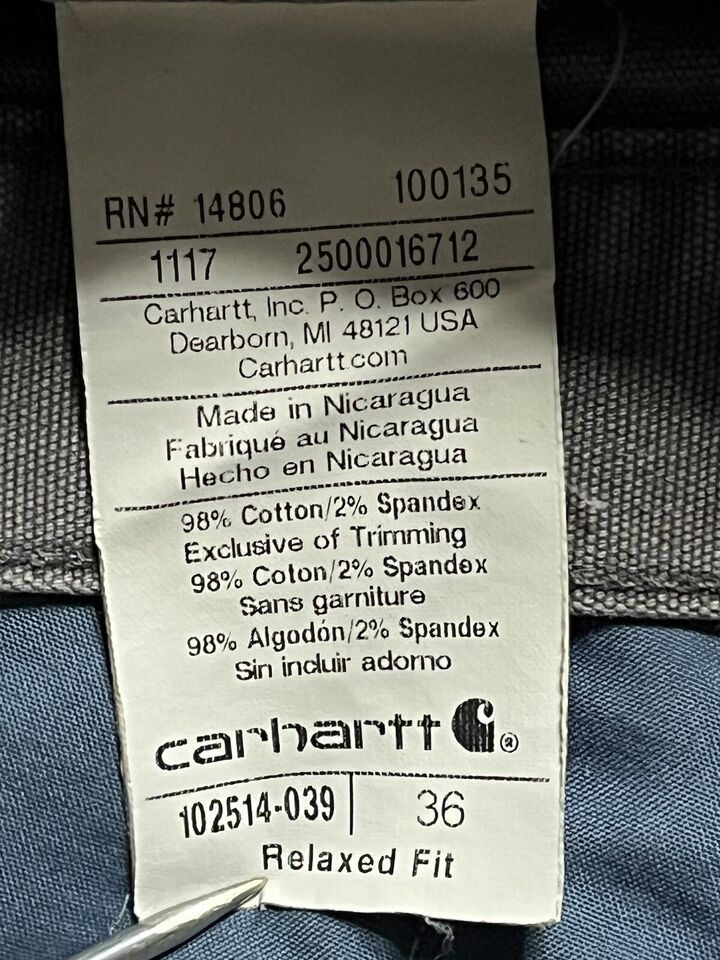 RN# 14806 100135
1117 2500016712
Carhartt, Inc. P. O. Box 600
Dearborn, MI 48121 USA
Carhartt.com
Made in Nicaragua
Fabriqué au Nicaragua
Hecho en Nicaragua
98% Cotton/2% Spandex
Exclusive of Trimming
98% Coton/2% Spandex
Sans garniture
98% Algodón/2% Spandex
Sin incluir adorno
carhartt ®
102514-039 36
Relaxed Fit